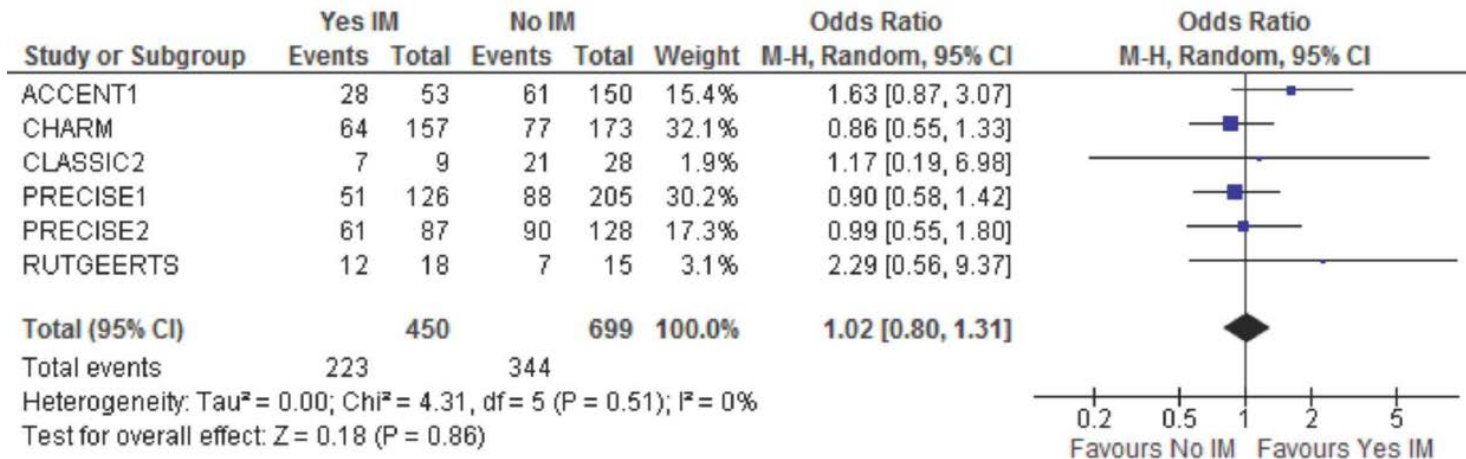 Yes IM No IM Odds Ratio Odds Ratio
Study or Subgroup Events Total Events Total Weight M-H, Random, 95% CI M-H, Random, 95% CI
ACCENT1 28 53 61 150 15.4% 1.63 [0.87, 3.07]
CHARM 64 157 77 173 32.1% 0.86 [0.55, 1.33]
CLASSIC2 7 9 21 28 1.9% 1.17 [0.19, 6.98]
PRECISE1 51 126 88 205 30.2% 0.90 [0.58, 1.42]
PRECISE2 61 87 90 128 17.3% 0.99 [0.55, 1.80]
RUTGEERTS 12 18 7 15 3.1% 2.29 [0.56, 9.37]
Total (95% CI) 450 699 100.0% 1.02 [0.80, 1.31]
Total events 223 344
Heterogeneity: Tau² = 0.00; Chi² = 4.31, df = 5 (P = 0.51); I² = 0%
Test for overall effect: Z = 0.18 (P = 0.86)
0.2 0.5 1 2 5
Favours No IM Favours Yes IM